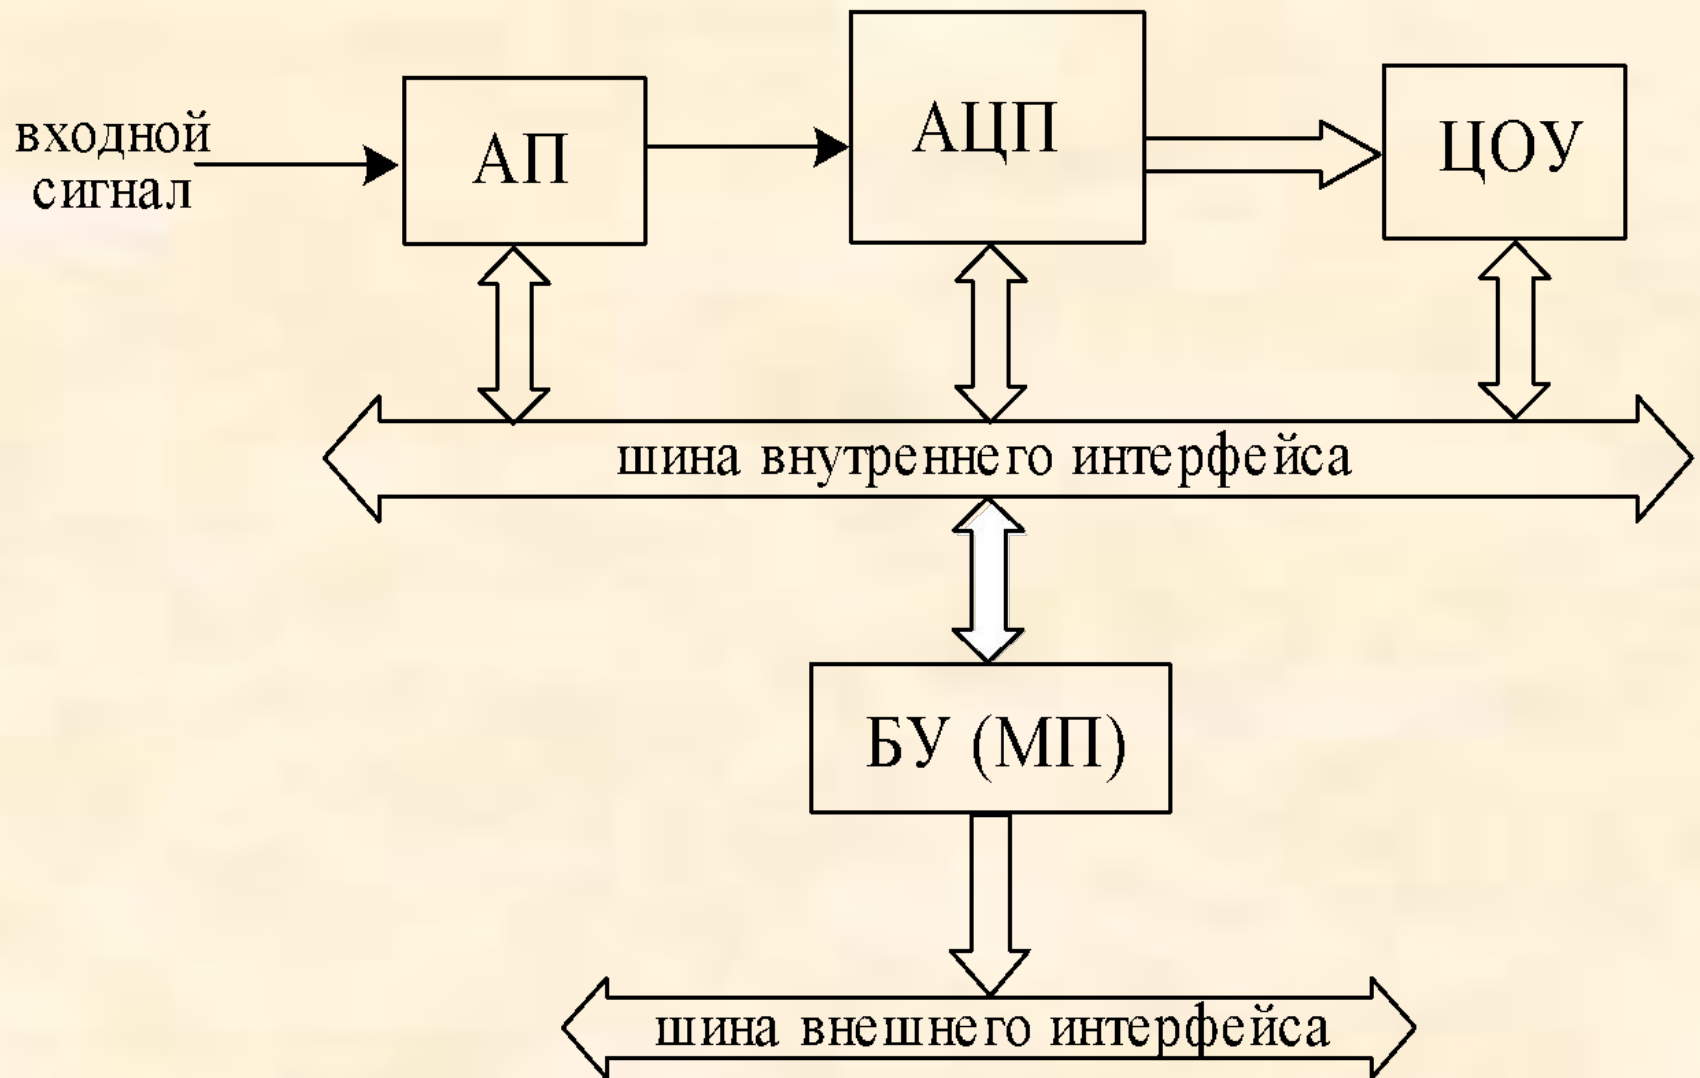 входной
сигнал
АП
АЦП
ЦОУ
шина внутреннего интерфейса
БУ (МП)
шина внешнего интерфейса